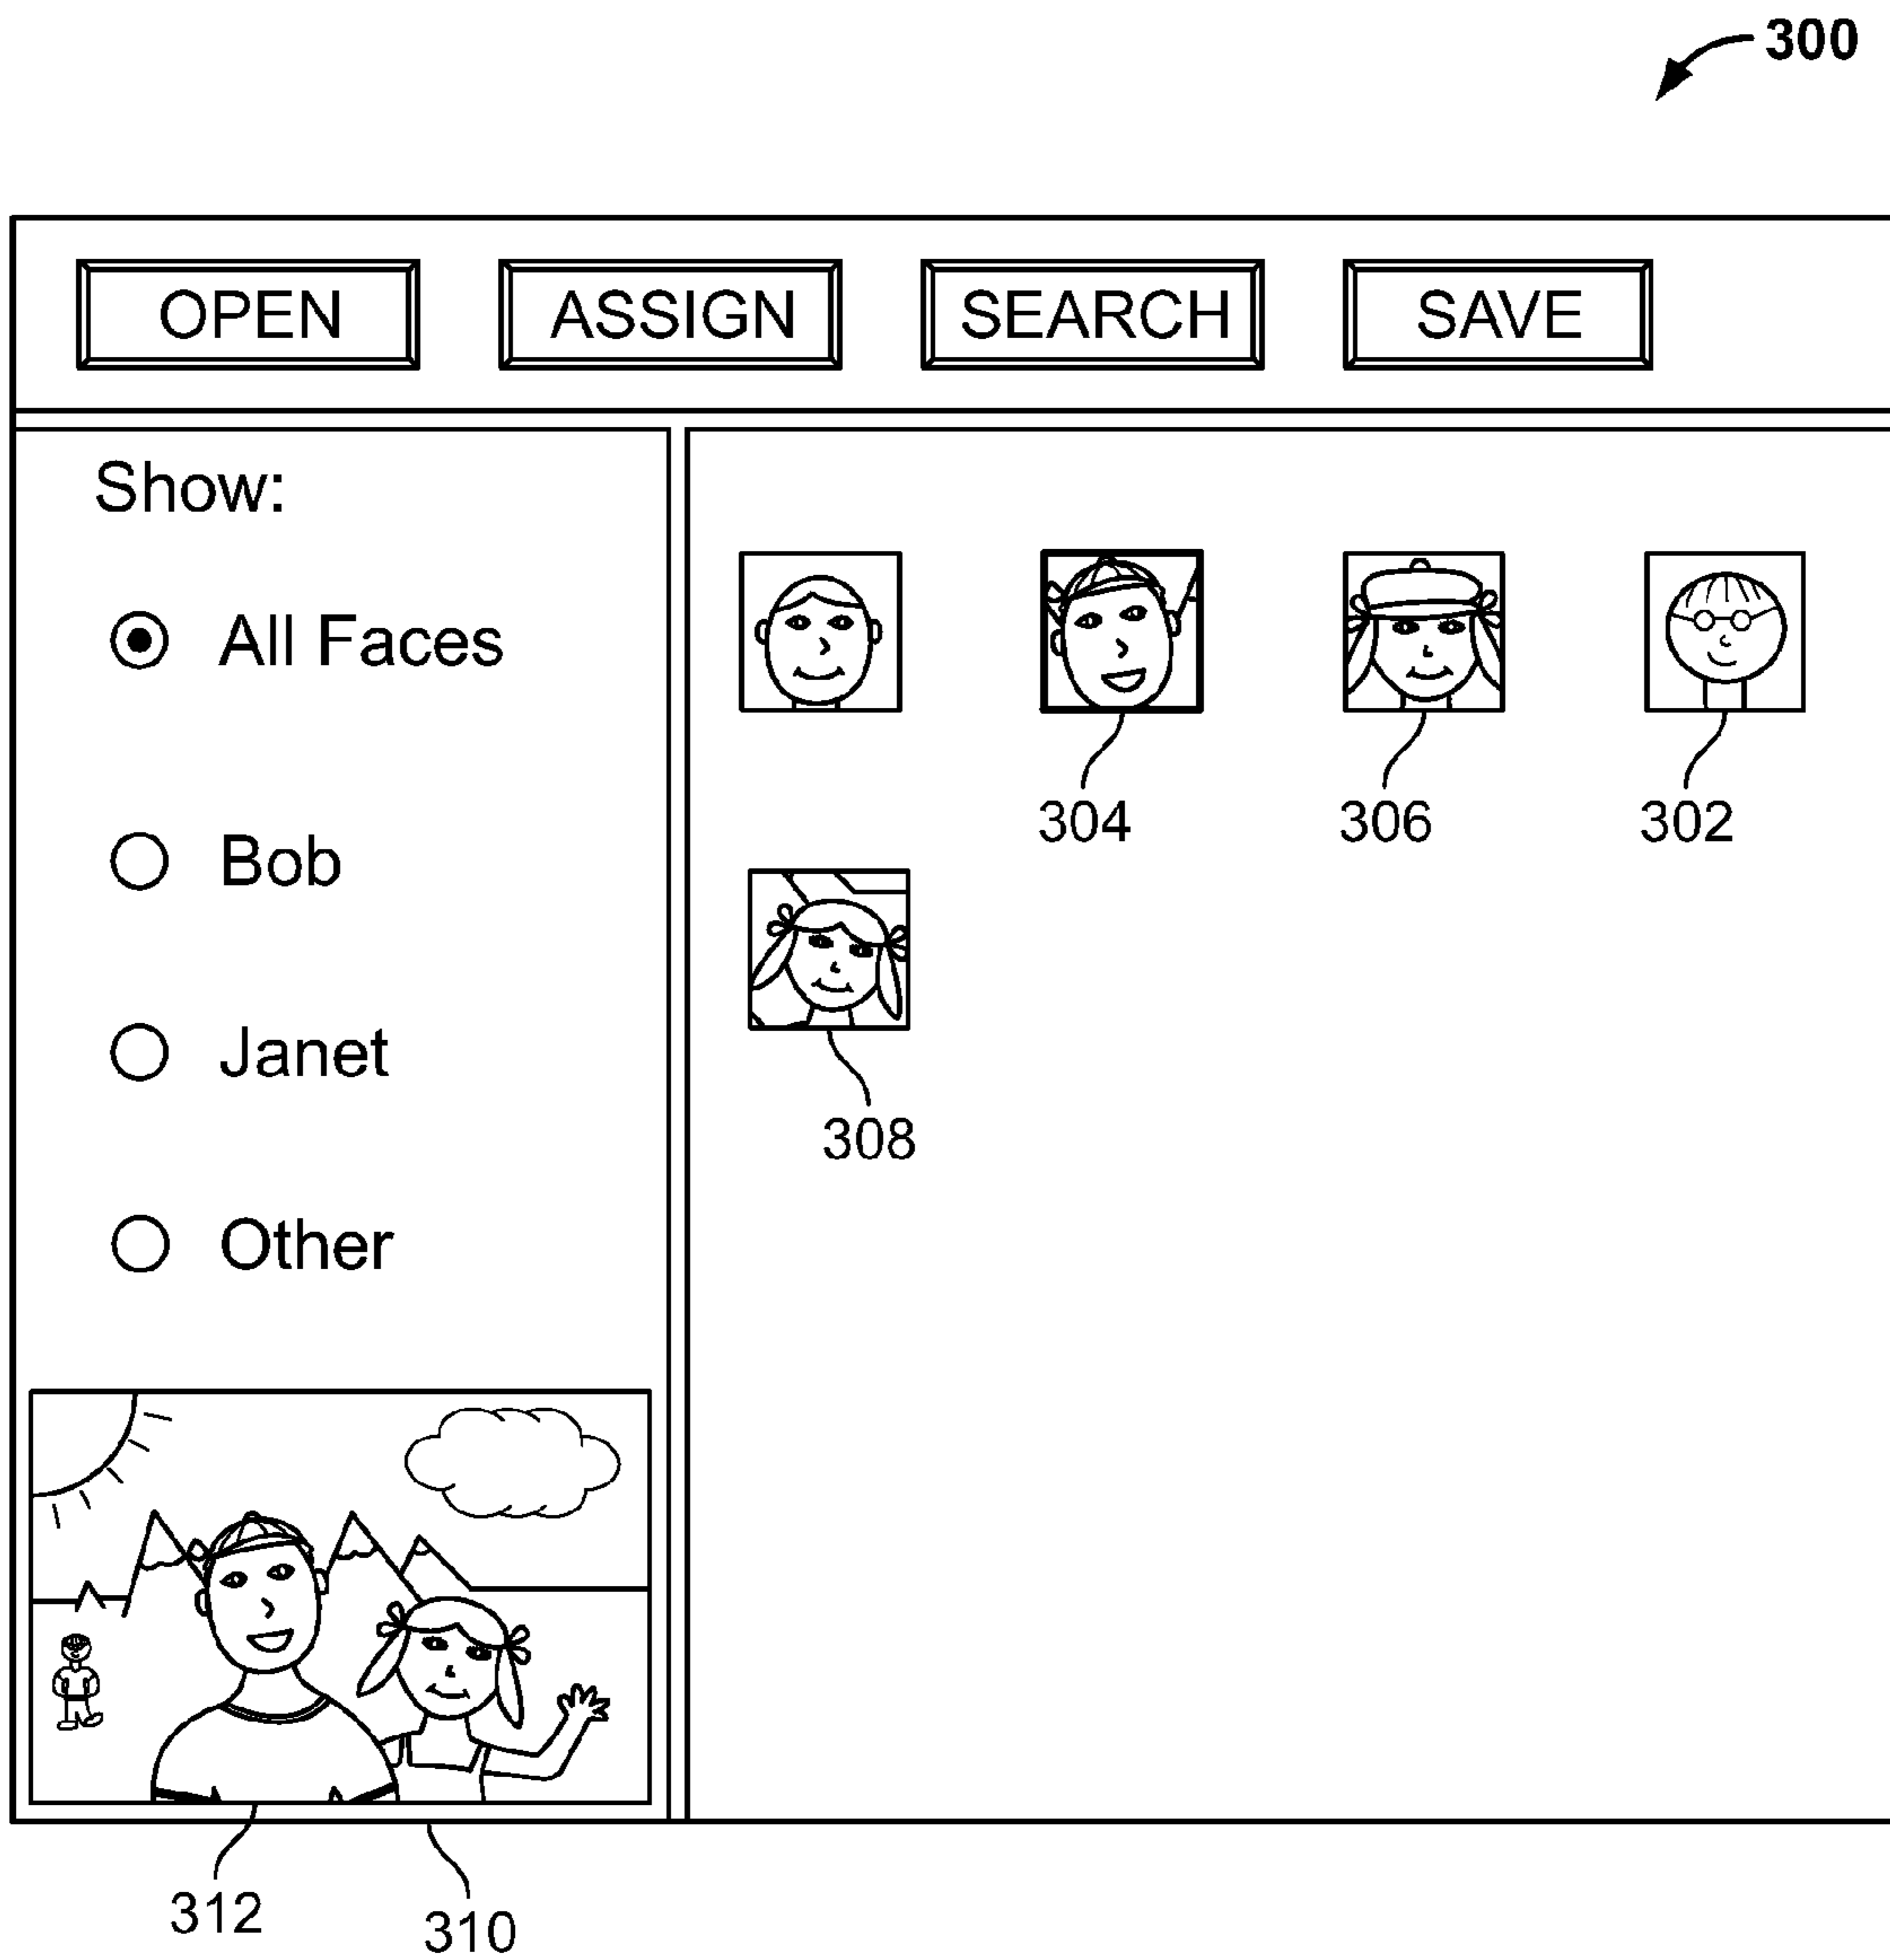 300
OPEN ASSIGN SEARCH SAVE
Show:
All Faces
Bob
Janet
Other
304 306 302
308
312
310